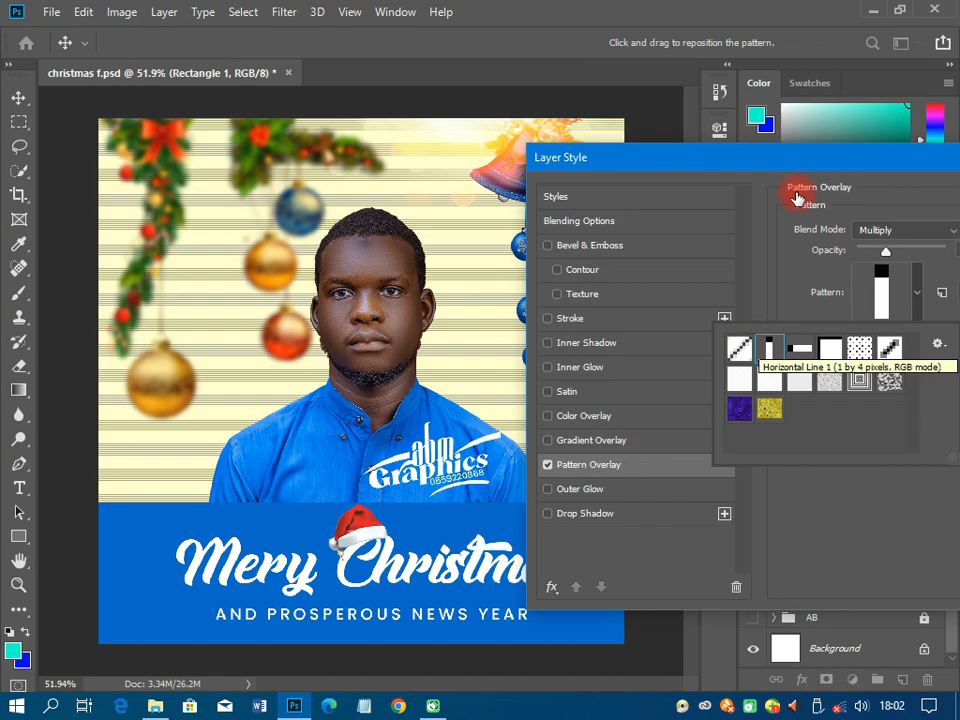 Ps File Edit Image Layer Type Select Filter 3D View Window Help
Click and drag to reposition the pattern.
christmas f.psd @ 51.9% (Rectangle 1, RGB/8) *
Color Swatches
Layer Style
Styles
Blending Options
Bevel & Emboss
Contour
Texture
Stroke
Inner Shadow
Inner Glow
Satin
Color Overlay
Gradient Overlay
Pattern Overlay
Outer Glow
Drop Shadow
fx
Pattern Overlay
Pattern
Blend Mode: Multiply
Opacity:
Pattern:
Horizontal Line 1 (1 by 4 pixels, RGB mode)
abm
Graphics
0559220868
Mery Christm
AND PROSPEROUS NEWS YEAR
AB
Background
fx
51.94% Doc: 3.34M/26.2M
Ps
18:02